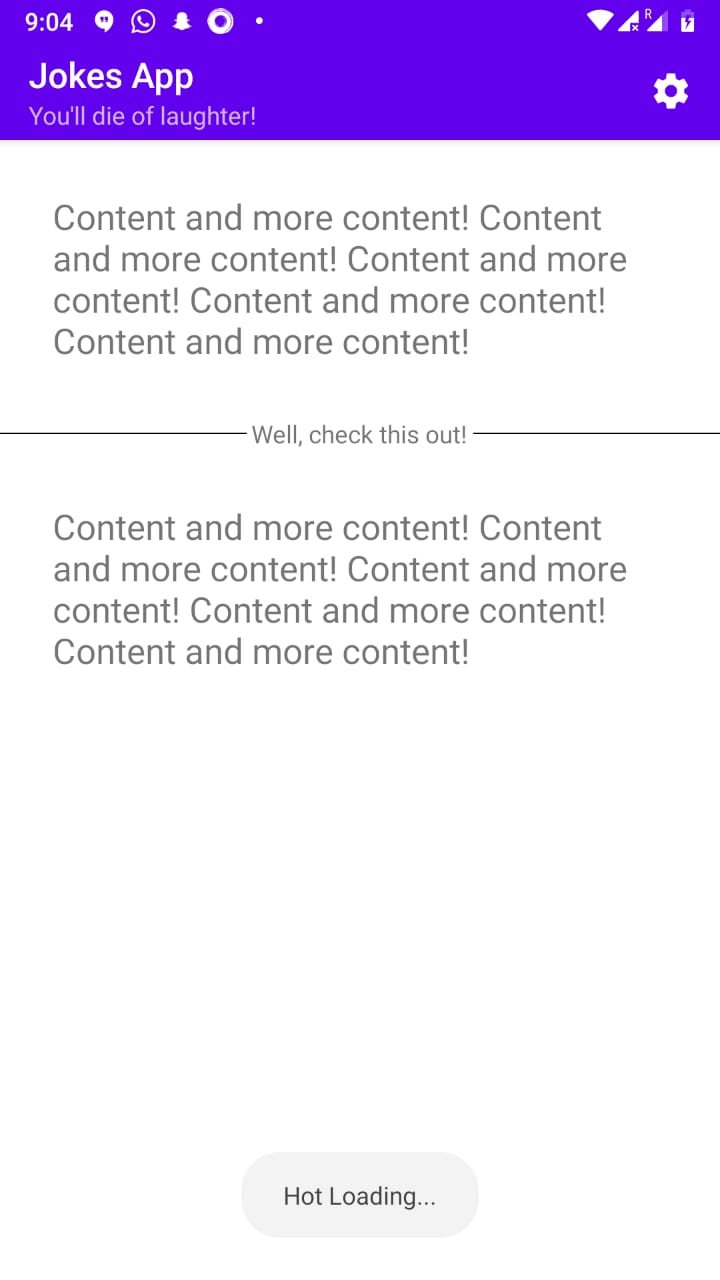 9:04
R
Jokes App
You'll die of laughter!
Content and more content! Content
and more content! Content and more
content! Content and more content!
Content and more content!
Well, check this out!
Content and more content! Content
and more content! Content and more
content! Content and more content!
Content and more content!
Hot Loading...